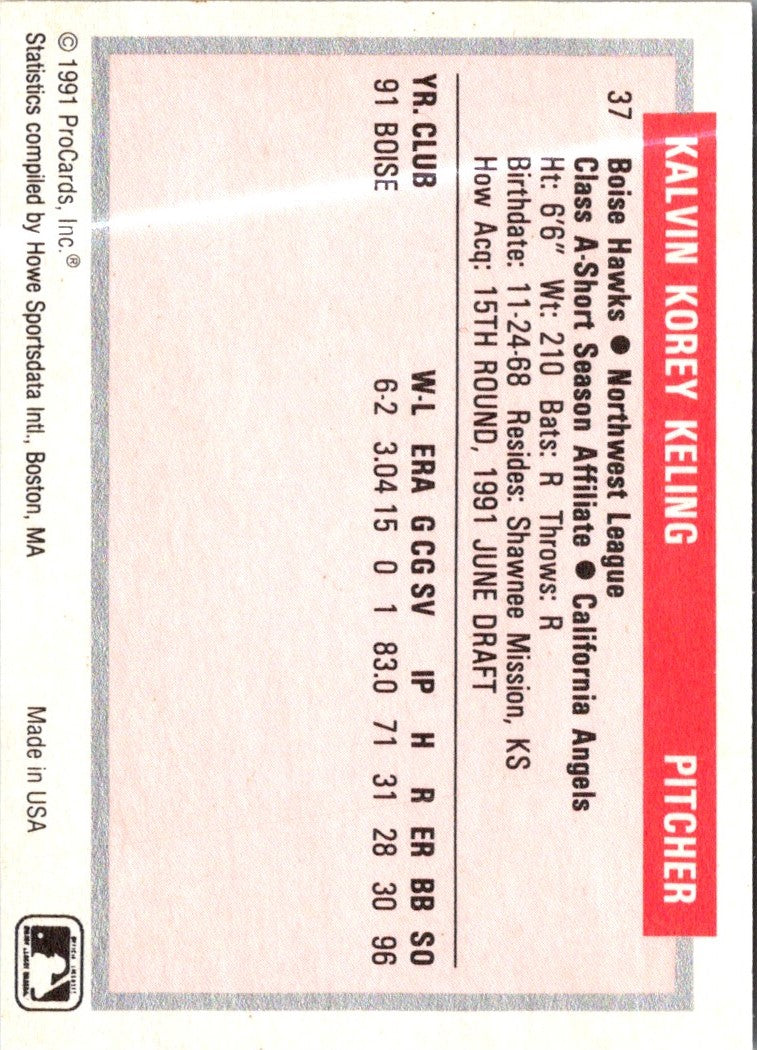 KALVIN KOREY KELING PITCHER
37 Boise Hawks ● Northwest League
Class A-Short Season Affiliate ● California Angels
Ht: 6'6" Wt: 210 Bats: R Throws: R
Birthdate: 11-24-68 Resides: Shawnee Mission, KS
How Acq: 15TH ROUND, 1991 JUNE DRAFT
YR. CLUB W-L ERA G CG SV IP H R ER BB SO
91 BOISE 6-2 3.04 15 0 1 83.0 71 31 28 30 96
© 1991 ProCards, Inc.® Made in USA
Statistics compiled by Howe Sportsdata Intl., Boston, MA